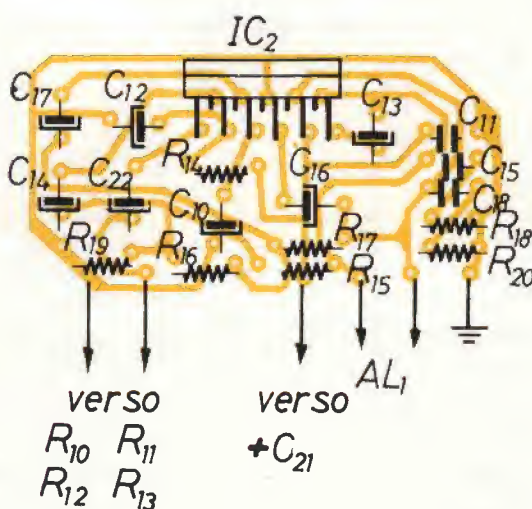 IC₂
C₁₇ C₁₂ C₁₃ C₁₁
R₁₄ C₁₆ C₁₅
C₁₄ C₂₂ C₁₀ C₁₈
R₁₉ R₁₆ R₁₇ R₁₈
R₁₅ R₂₀
AL₁
verso verso
R₁₀ R₁₁ +C₂₁
R₁₂ R₁₃